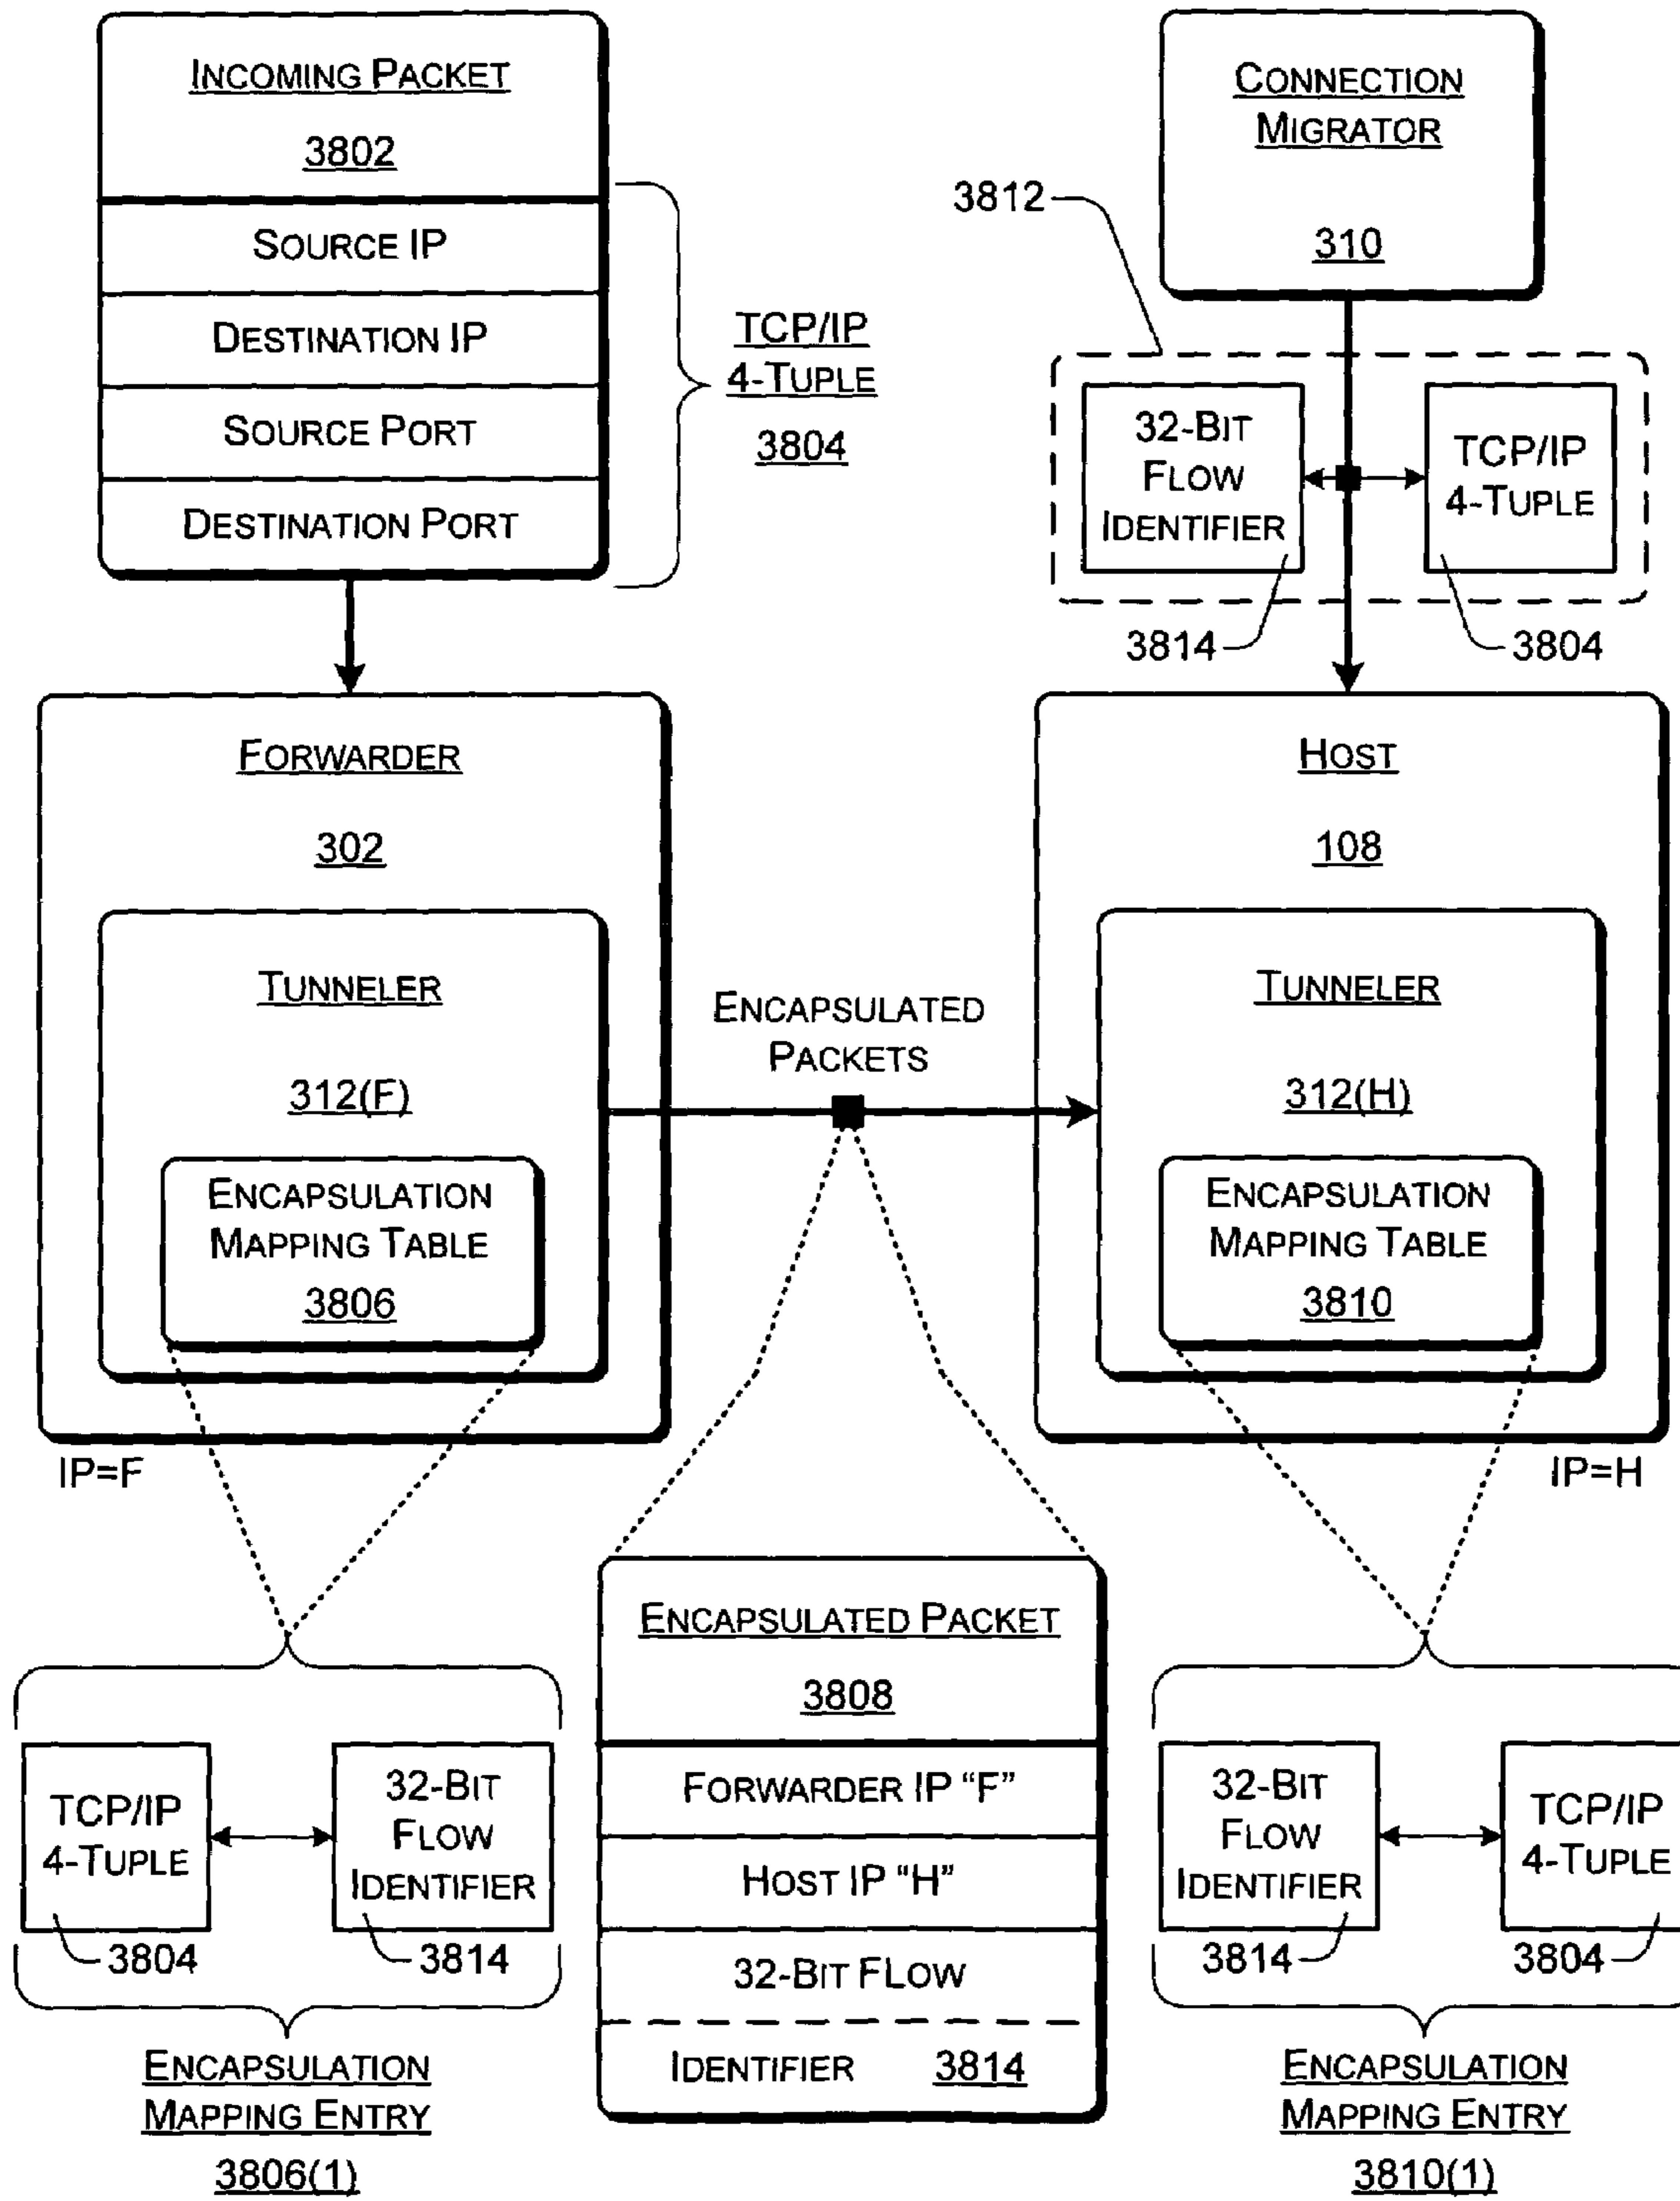 INCOMING PACKET
3802
SOURCE IP
DESTINATION IP
SOURCE PORT
DESTINATION PORT
TCP/IP
4-TUPLE
3804
CONNECTION
MIGRATOR
310
3812
32-BIT
FLOW
IDENTIFIER
TCP/IP
4-TUPLE
3814
3804
FORWARDER
302
TUNNELER
312(F)
ENCAPSULATION
MAPPING TABLE
3806
IP=F
ENCAPSULATED
PACKETS
HOST
108
TUNNELER
312(H)
ENCAPSULATION
MAPPING TABLE
3810
IP=H
TCP/IP
4-TUPLE
32-BIT
FLOW
IDENTIFIER
3804
3814
ENCAPSULATION
MAPPING ENTRY
3806(1)
ENCAPSULATED PACKET
3808
FORWARDER IP “F”
HOST IP “H”
32-BIT FLOW
IDENTIFIER 3814
32-BIT
FLOW
IDENTIFIER
TCP/IP
4-TUPLE
3814
3804
ENCAPSULATION
MAPPING ENTRY
3810(1)